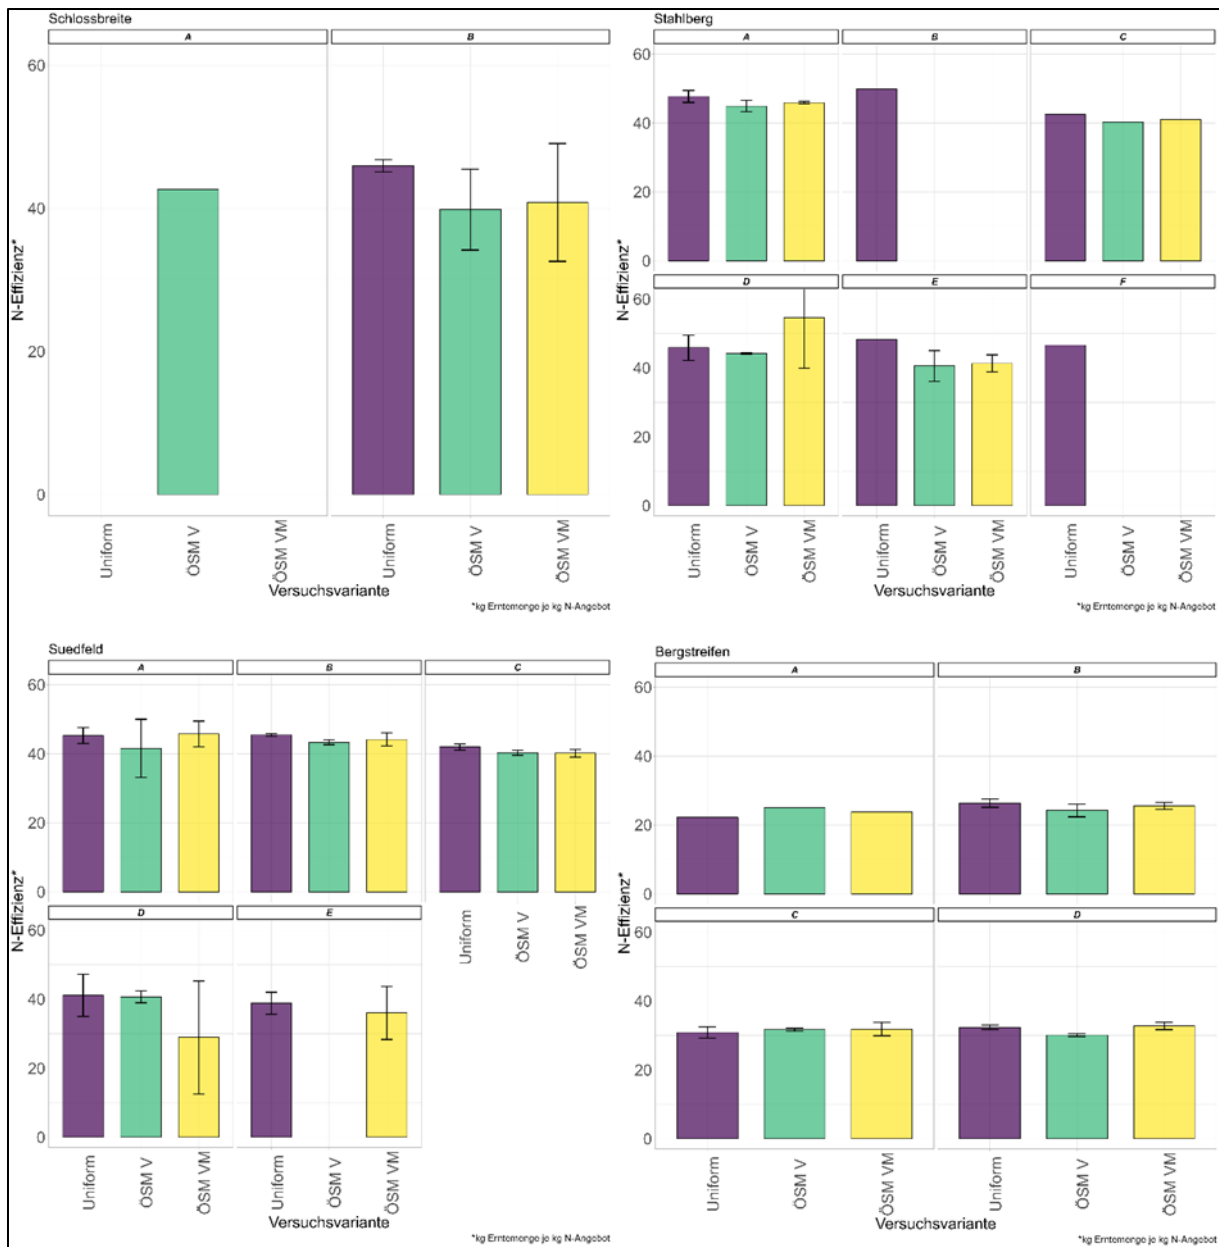 Schlossbreite
A
B
60
40
20
0
N-Effizienz*
Uniform
ÖSM V
ÖSM VM
Uniform
ÖSM V
ÖSM VM
Versuchsvariante
*kg Erntemenge je kg N-Angebot
Stahlberg
A
B
C
60
40
20
0
D
E
F
60
40
20
0
N-Effizienz*
Uniform
ÖSM V
ÖSM VM
Uniform
ÖSM V
ÖSM VM
Uniform
ÖSM V
ÖSM VM
Versuchsvariante
*kg Erntemenge je kg N-Angebot
Suedfeld
A
B
C
60
40
20
0
D
E
60
40
20
0
N-Effizienz*
Uniform
ÖSM V
ÖSM VM
Uniform
ÖSM V
ÖSM VM
Uniform
ÖSM V
ÖSM VM
Versuchsvariante
*kg Erntemenge je kg N-Angebot
Bergstreifen
A
B
60
40
20
0
C
D
60
40
20
0
N-Effizienz*
Uniform
ÖSM V
ÖSM VM
Uniform
ÖSM V
ÖSM VM
Versuchsvariante
*kg Erntemenge je kg N-Angebot